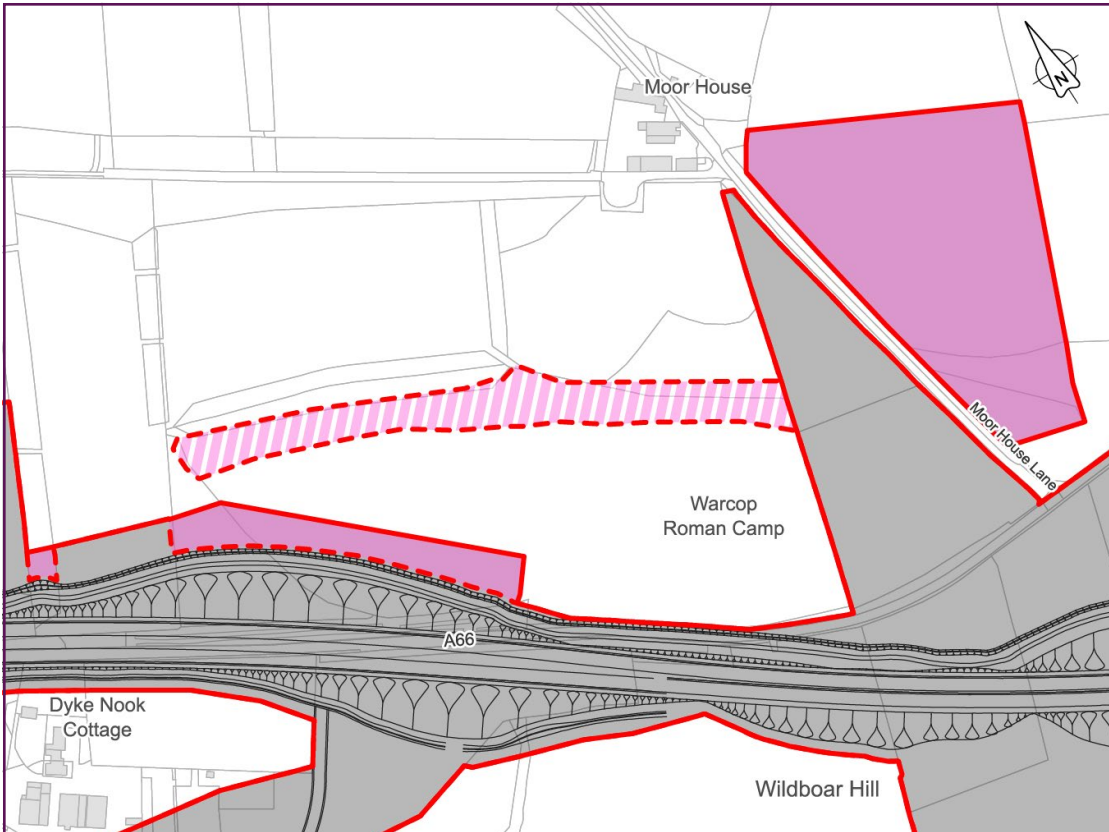 Moor House
N
Moor House Lane
Warcop
Roman Camp
A66
Dyke Nook
Cottage
Wildboar Hill